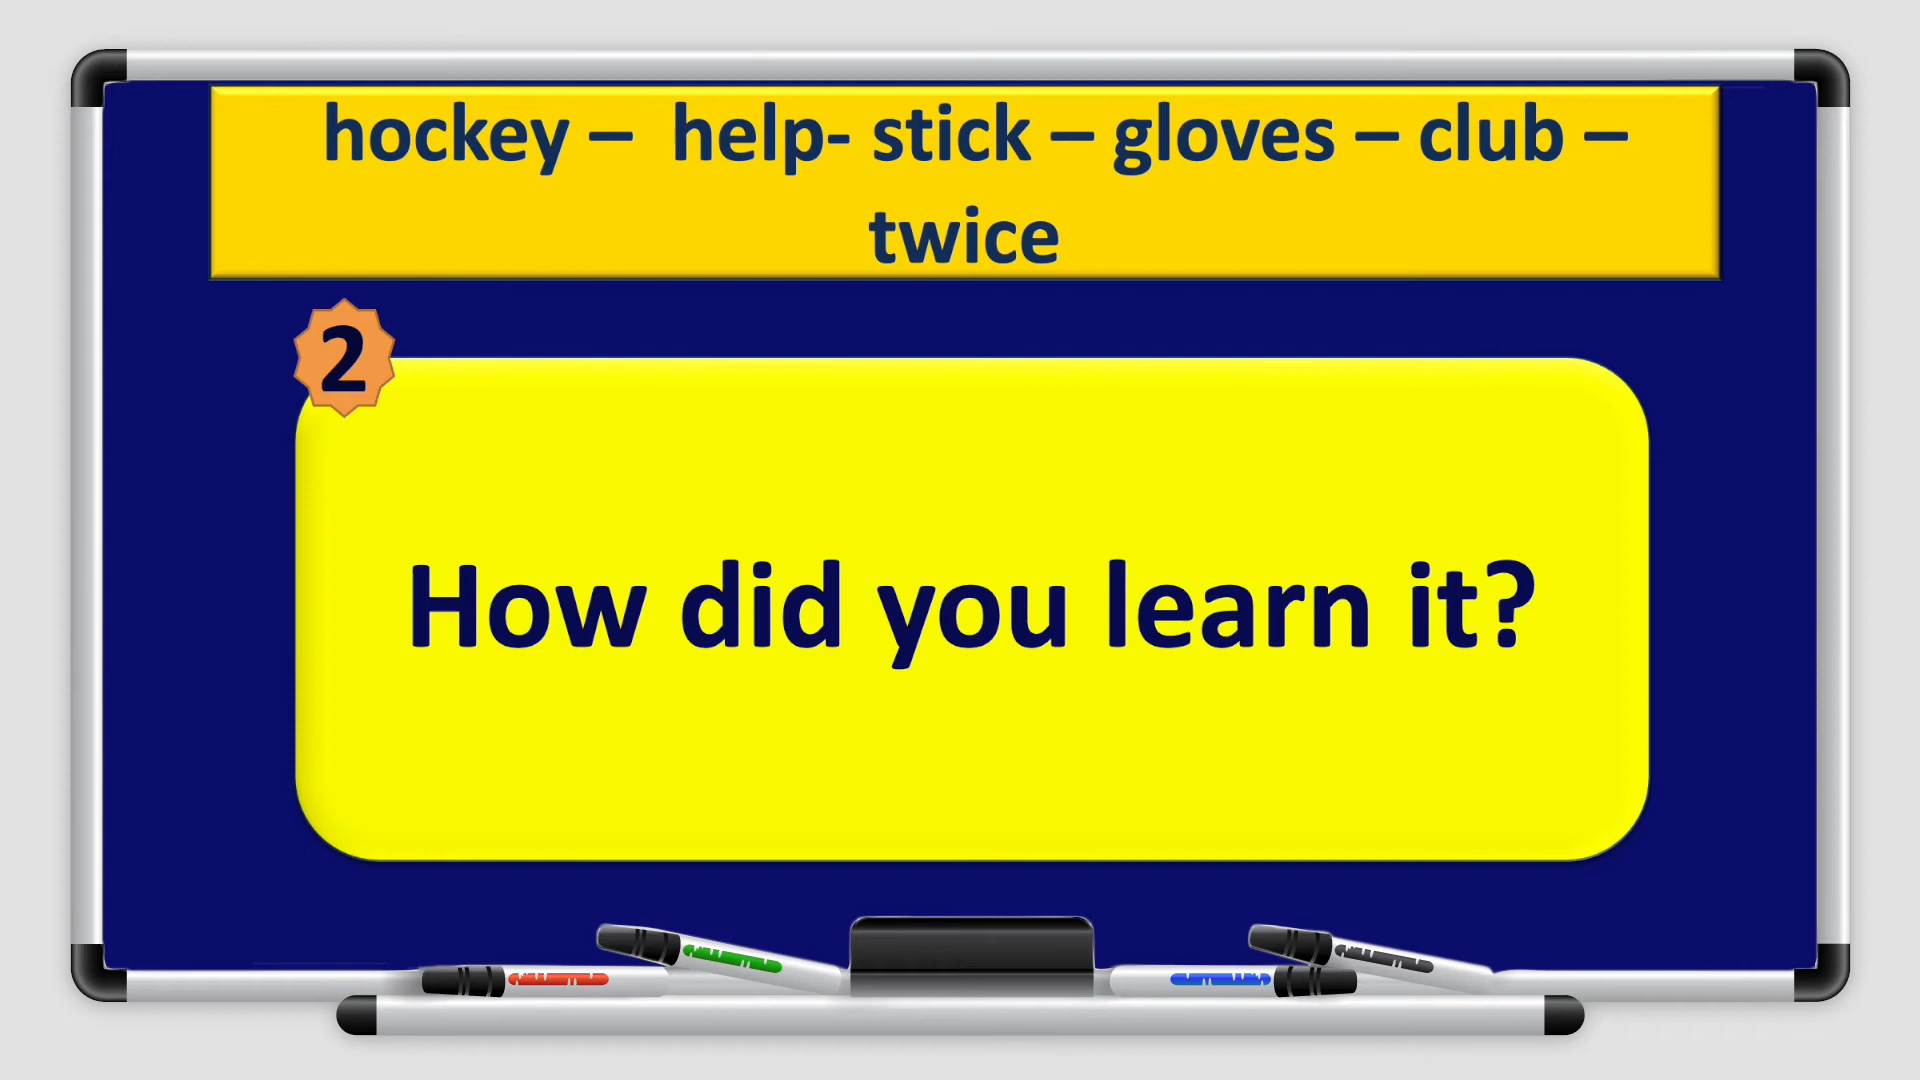 hockey –  help- stick – gloves – club –
twice
2
How did you learn it?